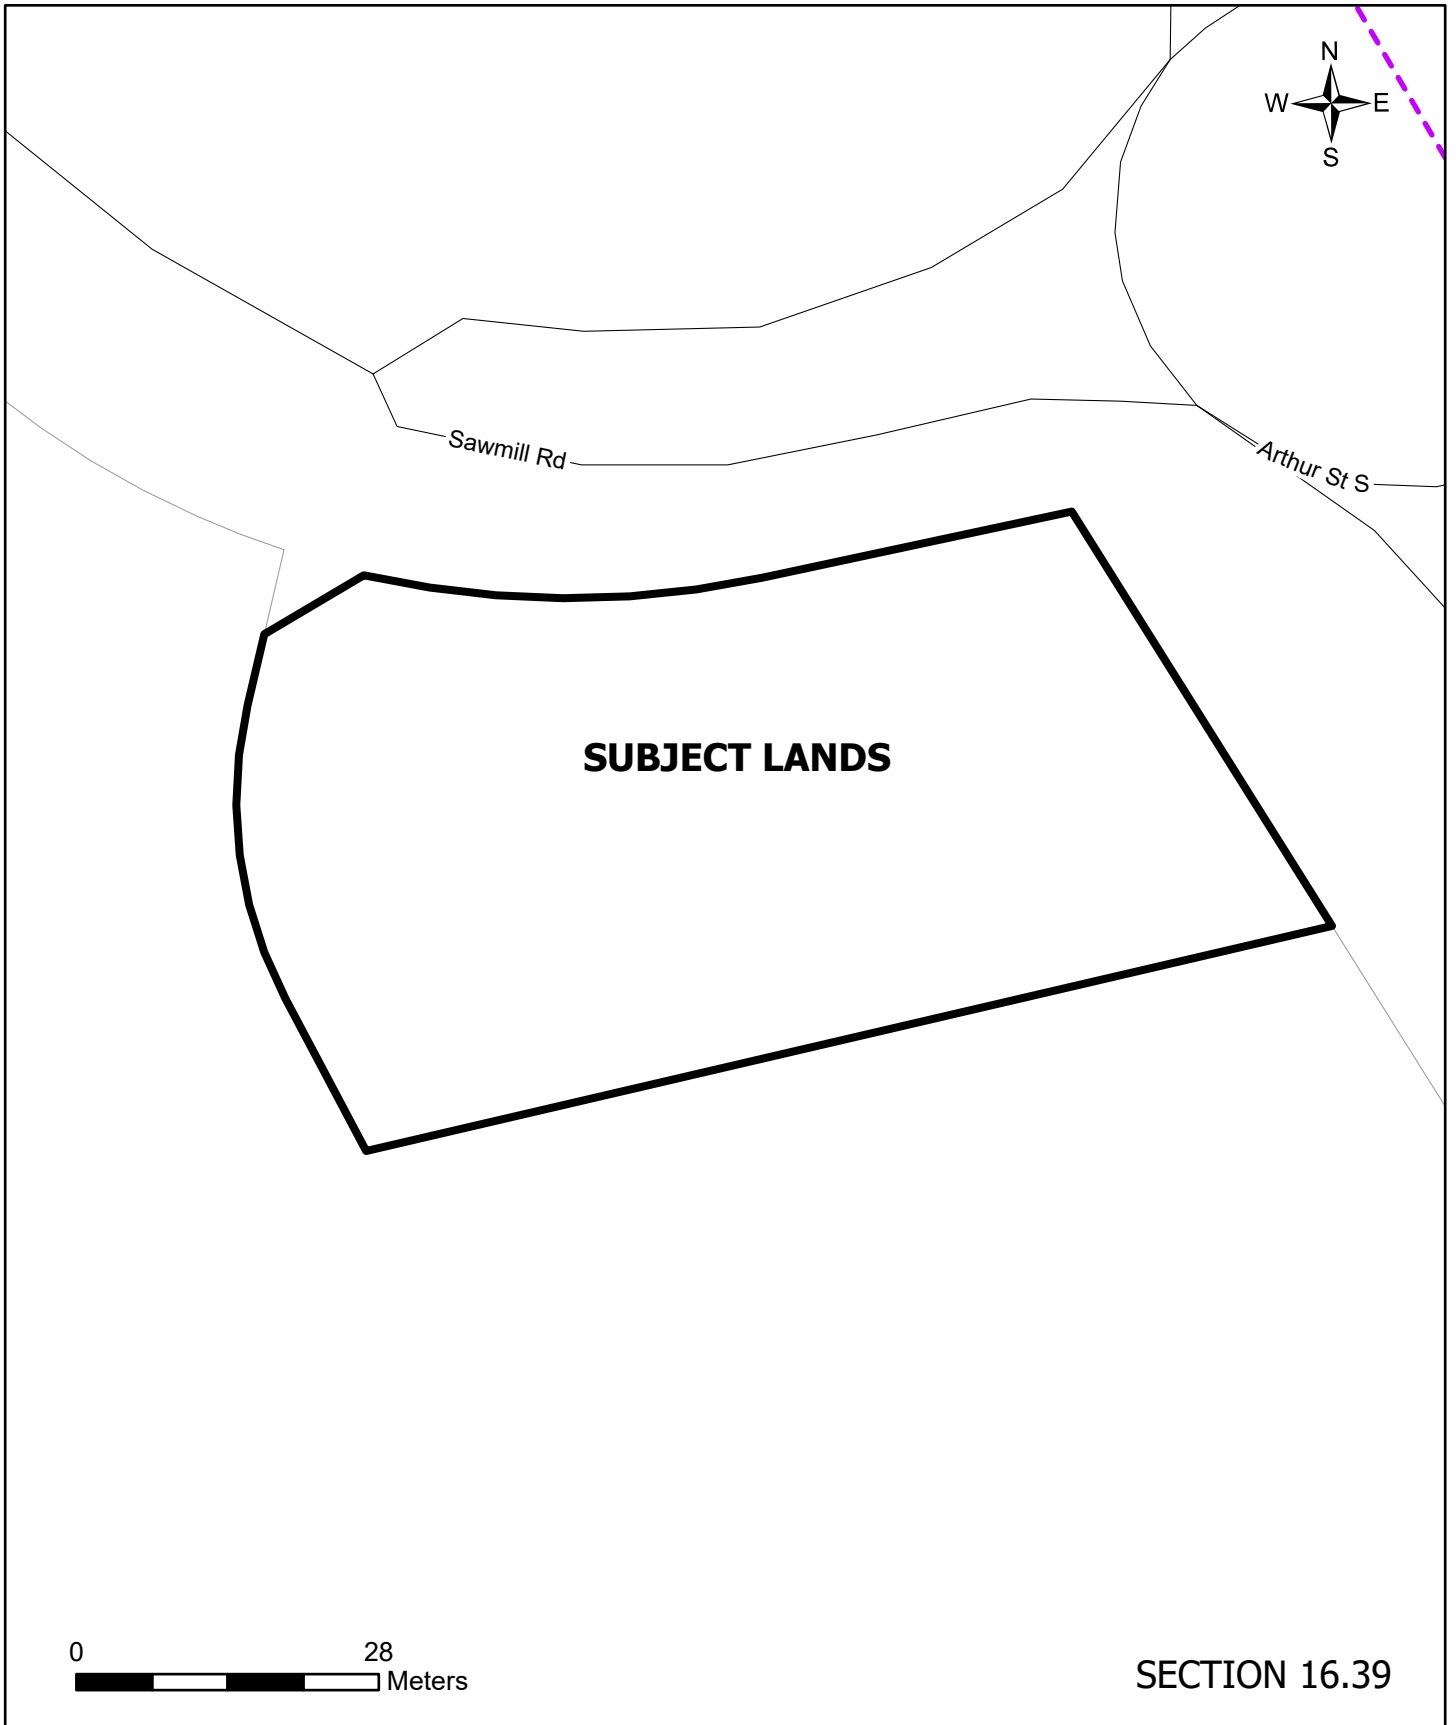 N
W E
S
Sawmill Rd
Arthur St S
SUBJECT LANDS
0 28
Meters
SECTION 16.39